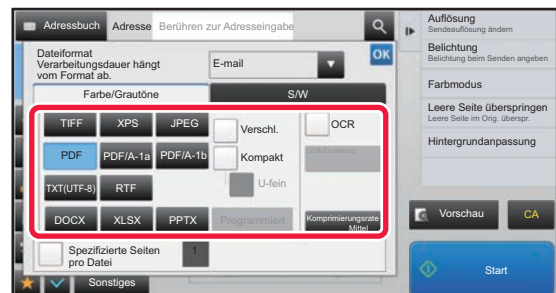 Adressbuch
Adresse
Berühren zur Adresseingabe
Dateiformat
Verarbeitungsdauer hängt
vom Format ab.
E-mail
OK
Farbe/Grautöne
S/W
TIFF
XPS
JPEG
Verschl.
OCR
PDF
PDF/A-1a
PDF/A-1b
Kompakt
OCR-Einstellung
TXT(UTF-8)
RTF
U-fein
DOCX
XLSX
PPTX
Programmiert
Komprimierungsrate
Mittel
Spezifizierte Seiten
pro Datei
1
Sonstiges
Auflösung
Sendeauflösung ändern
Belichtung
Belichtung beim Senden angeben
Farbmodus
Leere Seite überspringen
Leere Seite im Orig. überspr.
Hintergrundanpassung
Vorschau
CA
Start